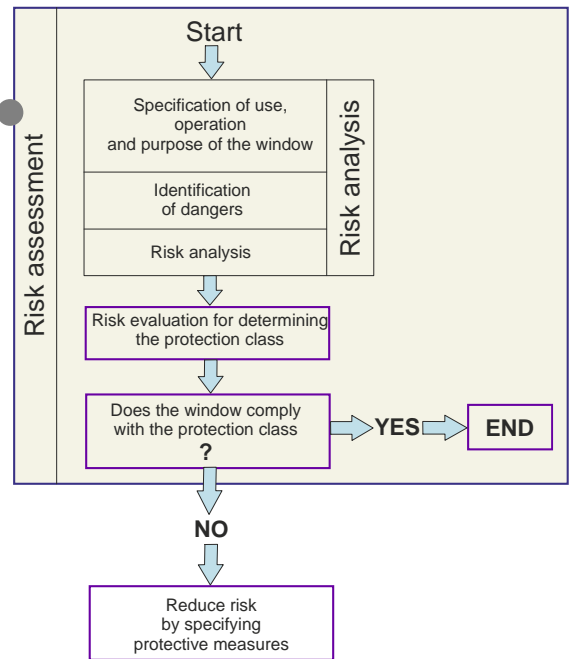 Start
Specification of use,
operation
and purpose of the window
Identification
of dangers
Risk analysis
Risk analysis
Risk assessment
Risk evaluation for determining
the protection class
Does the window comply
with the protection class
?
YES
END
NO
Reduce risk
by specifying
protective measures